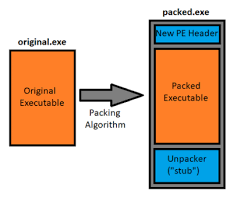 packed.exe
original.exe
New PE Header
Original
Executable
Packing
Algorithm
Packed
Executable
Unpacker
("stub")